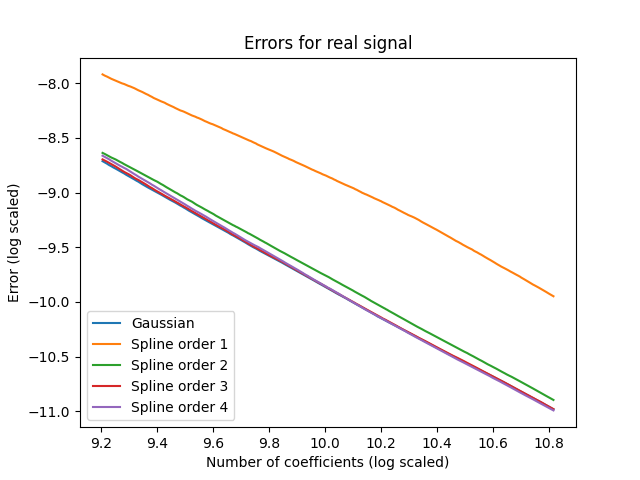 Errors for real signal
Error (log scaled)
−8.0
−8.5
−9.0
−9.5
−10.0
−10.5
−11.0
Gaussian
Spline order 1
Spline order 2
Spline order 3
Spline order 4
9.2 9.4 9.6 9.8 10.0 10.2 10.4 10.6 10.8
Number of coefficients (log scaled)